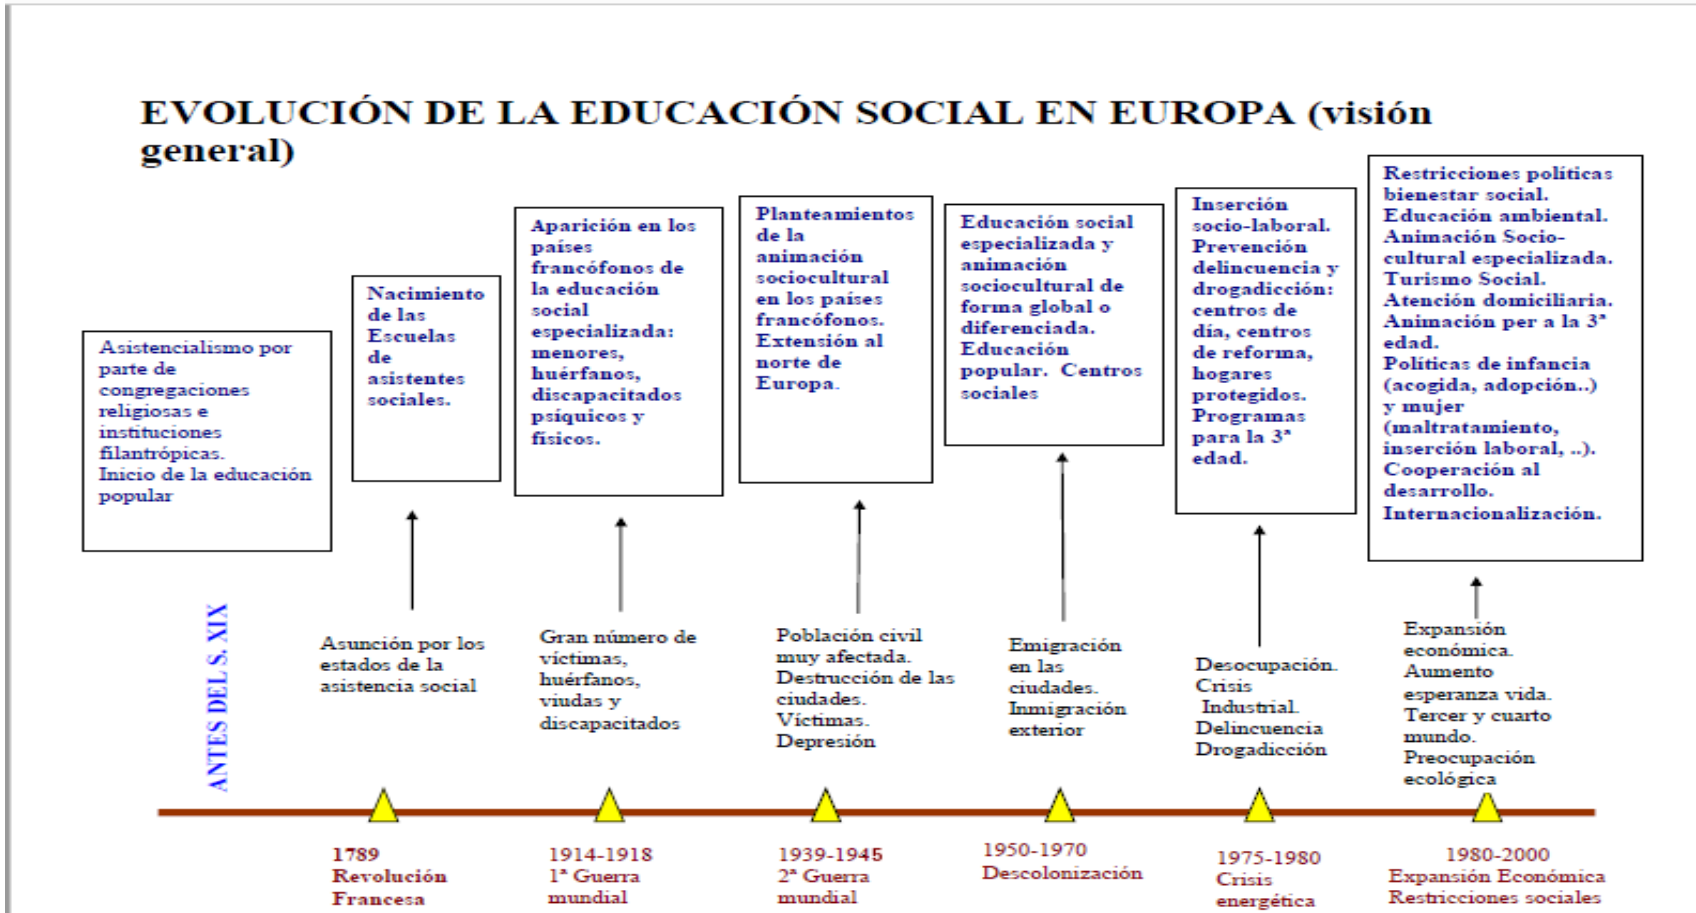 EVOLUCIÓN DE LA EDUCACIÓN SOCIAL EN EUROPA (visión
general)
Asistencialismo por
parte de
congregaciones
religiosas e
instituciones
filantrópicas.
Inicio de la educación
popular
Nacimiento
de las
Escuelas
de
asistentes
sociales.
Aparición en los
países
francófonos de
la educación
social
especializada:
menores,
huérfanos,
discapacitados
psíquicos y
físicos.
Planteamientos
de la
animación
sociocultural
en los países
francófonos.
Extensión al
norte de
Europa.
Educación social
especializada y
animación
sociocultural de
forma global o
diferenciada.
Educación
popular. Centros
sociales
Inserción
socio-laboral.
Prevención
delincuencia y
drogadicción:
centros de
día, centros
de reforma,
hogares
protegidos.
Programas
para la 3ª
edad.
Restricciones políticas
bienestar social.
Educación ambiental.
Animación Socio-
cultural especializada.
Turismo Social.
Atención domiciliaria.
Animación per a la 3ª
edad.
Políticas de infancia
(acogida, adopción..)
y mujer
(maltratamiento,
inserción laboral, ..).
Cooperación al
desarrollo.
Internacionalización.
ANTES DEL S. XIX
Asunción por los
estados de la
asistencia social
Gran número de
víctimas,
huérfanos,
viudas y
discapacitados
Población civil
muy afectada.
Destrucción de las
ciudades.
Víctimas.
Depresión
Emigración
en las
ciudades.
Inmigración
exterior
Desocupación.
Crisis
Industrial.
Delincuencia
Drogadicción
Expansión
económica.
Aumento
esperanza vida.
Tercer y cuarto
mundo.
Preocupación
ecológica
1789
Revolución
Francesa
1914-1918
1ª Guerra
mundial
1939-1945
2ª Guerra
mundial
1950-1970
Descolonización
1975-1980
Crisis
energética
1980-2000
Expansión Económica
Restricciones sociales